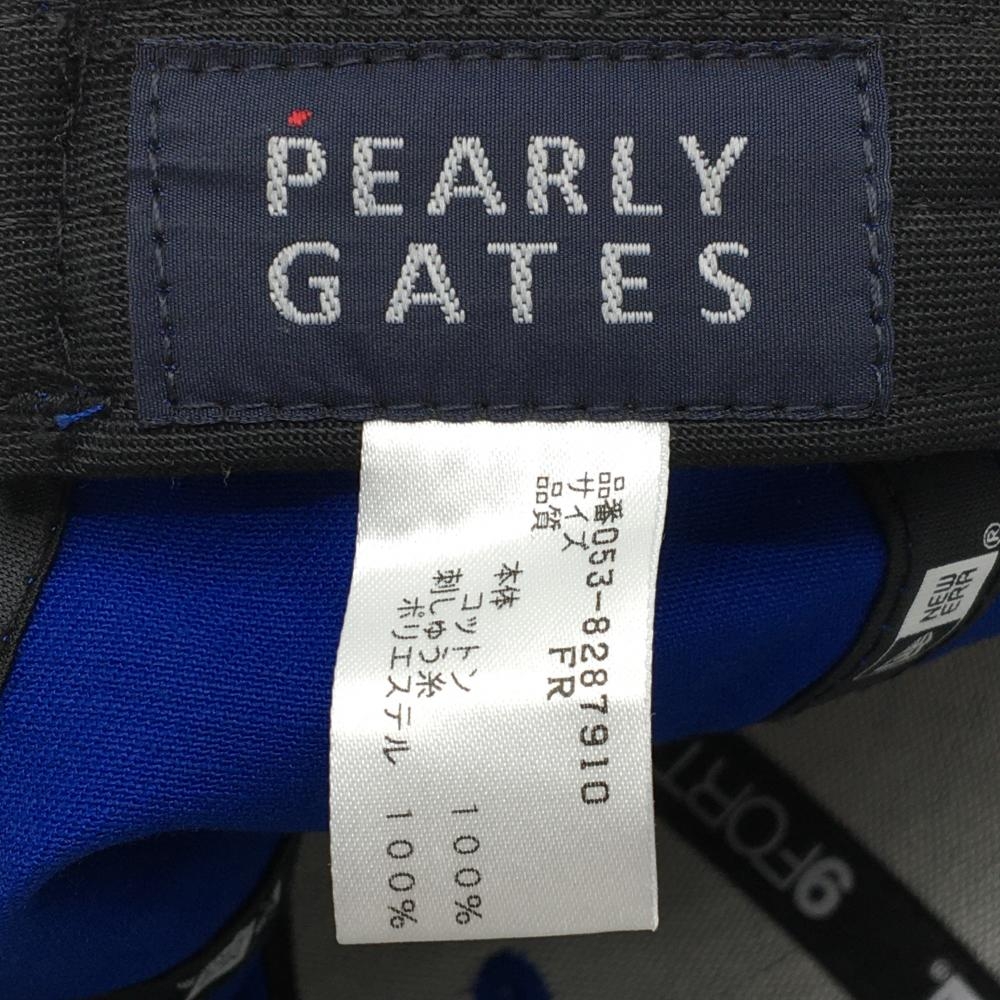 PEARLY
GATES
品番053-8287910
サイズ FR
品質
本体
コットン 100%
刺しゅう糸
ポリエステル 100%
NEW ERA
®
9FORT